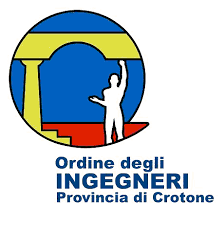 Ordine degli
INGEGNERI
Provincia di Crotone